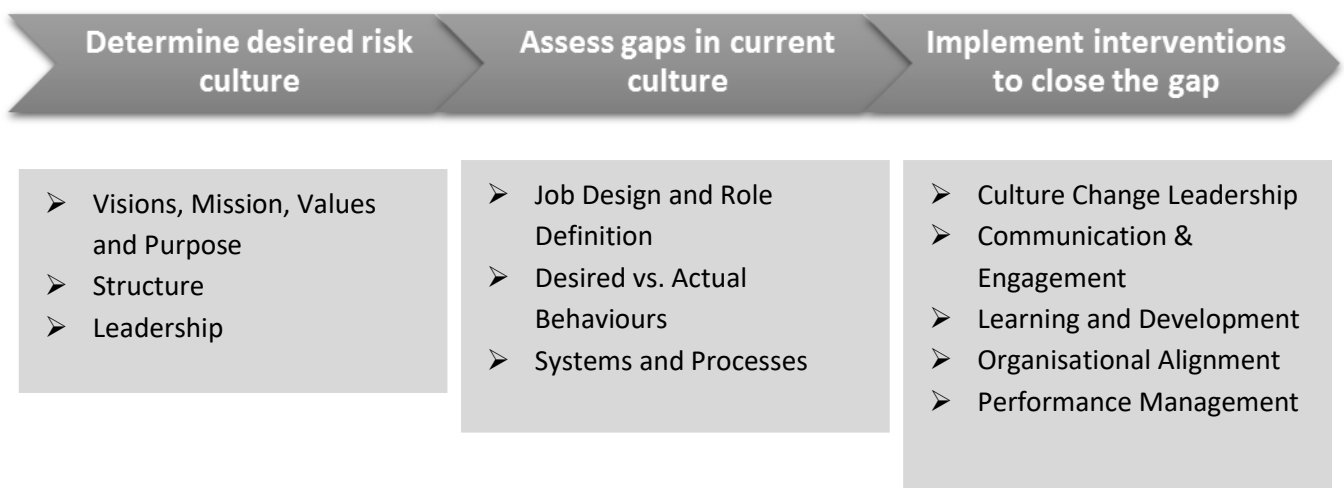 Determine desired risk
culture
Assess gaps in current
culture
Implement interventions
to close the gap
➢ Visions, Mission, Values
and Purpose
➢ Structure
➢ Leadership
➢ Job Design and Role
Definition
➢ Desired vs. Actual
Behaviours
➢ Systems and Processes
➢ Culture Change Leadership
➢ Communication &
Engagement
➢ Learning and Development
➢ Organisational Alignment
➢ Performance Management